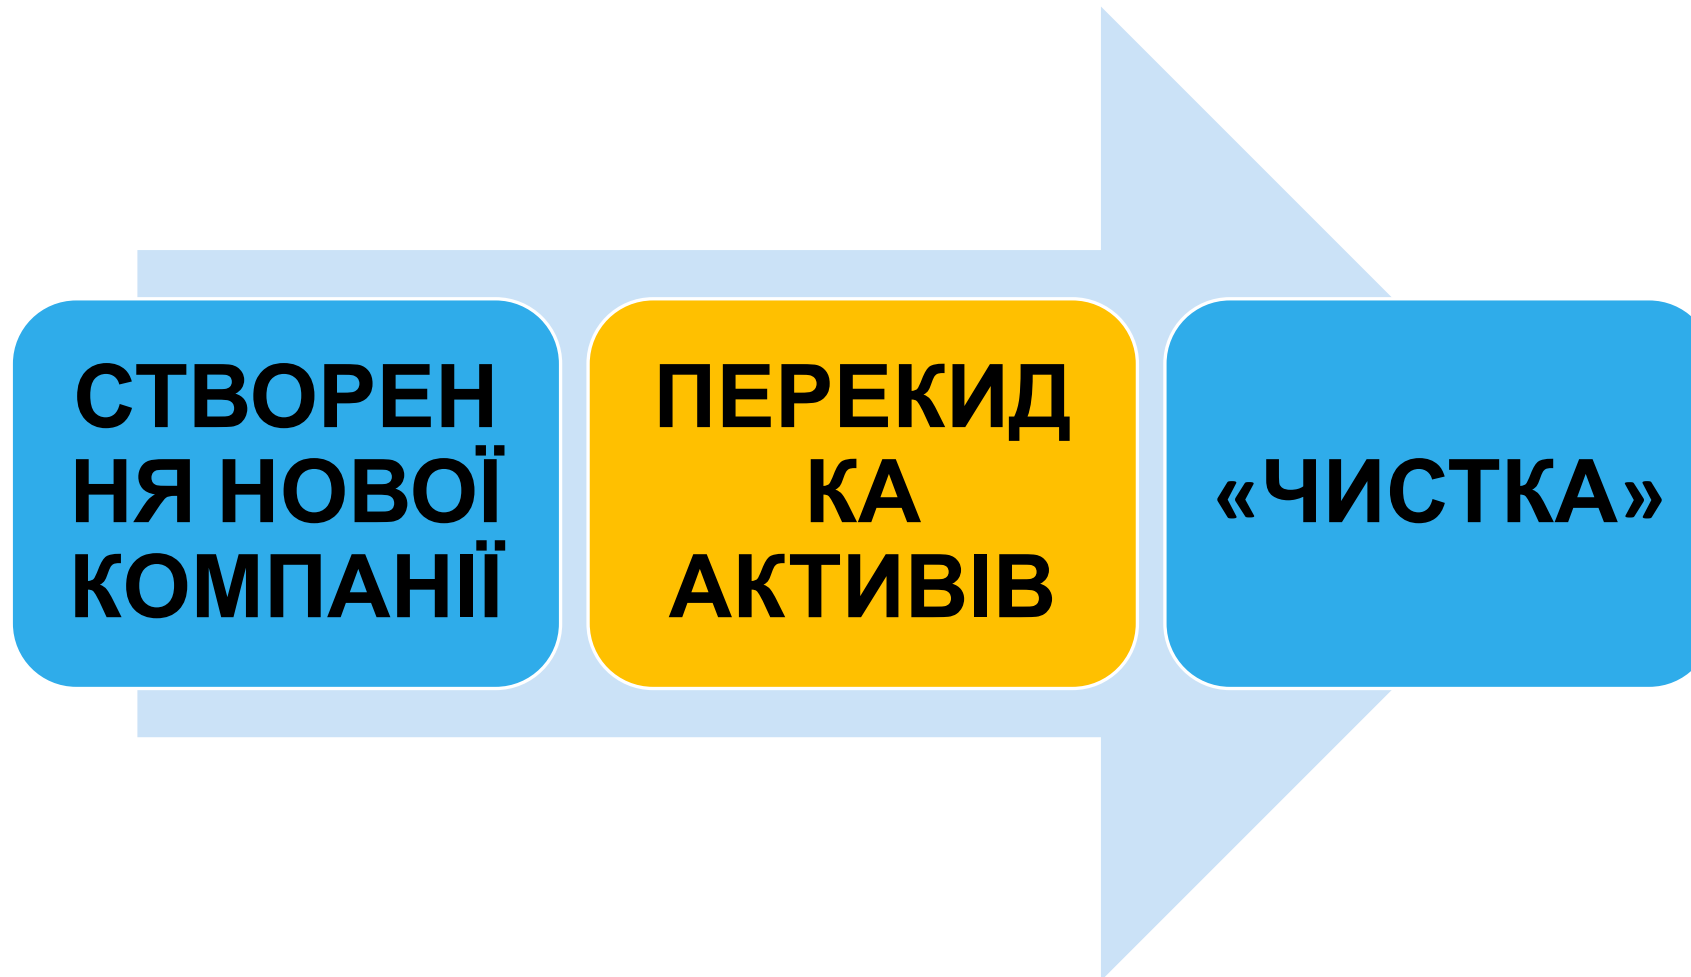 СТВОРЕН
НЯ НОВОЇ
КОМПАНІЇ
ПЕРЕКИД
КА
АКТИВІВ
«ЧИСТКА»